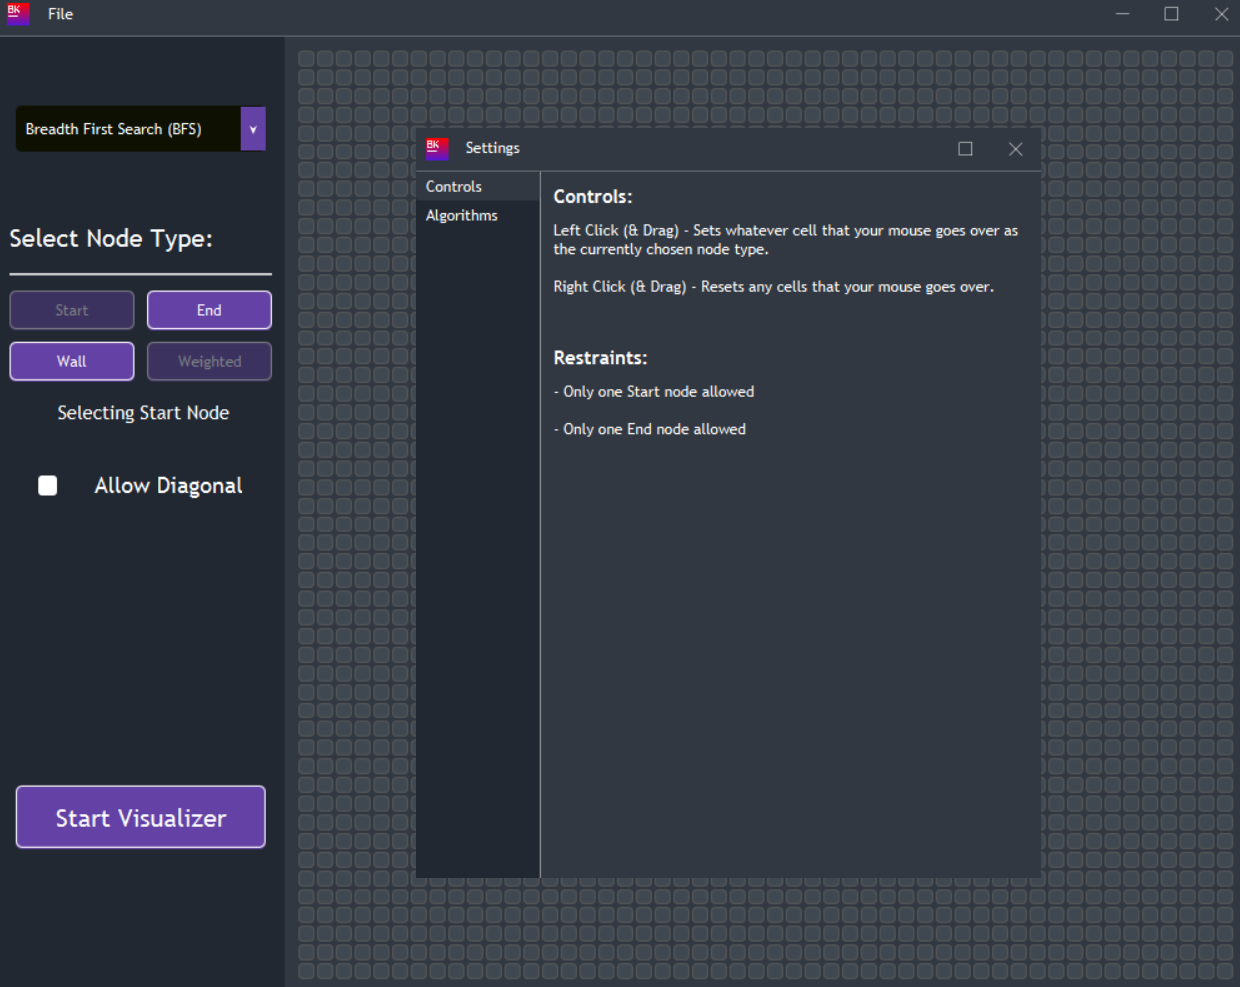 BK
File
Breadth First Search (BFS)
Select Node Type:
Start
End
Wall
Weighted
Selecting Start Node
Allow Diagonal
Start Visualizer
BK
Settings
Controls
Algorithms
Controls:
Left Click (& Drag) - Sets whatever cell that your mouse goes over as
the currently chosen node type.
Right Click (& Drag) - Resets any cells that your mouse goes over.
Restraints:
- Only one Start node allowed
- Only one End node allowed